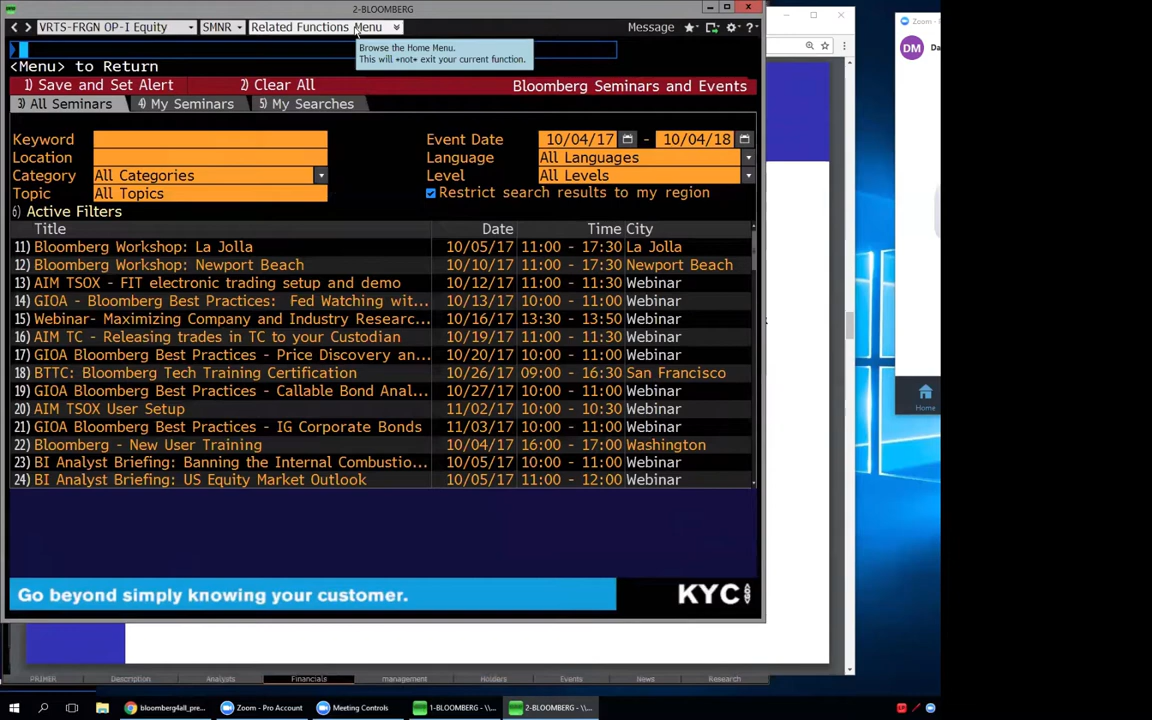 2-BLOOMBERG
VRTS-FRGN OP-I Equity SMNR Related Functions Menu Message
Browse the Home Menu.
This will *not* exit your current function.
<Menu> to Return
1) Save and Set Alert 2) Clear All Bloomberg Seminars and Events
3) All Seminars 4) My Seminars 5) My Searches
Keyword Event Date 10/04/17 - 10/04/18
Location Language All Languages
Category All Categories Level All Levels
Topic All Topics Restrict search results to my region
6) Active Filters
Title Date Time City
11) Bloomberg Workshop: La Jolla 10/05/17 11:00 - 17:30 La Jolla
12) Bloomberg Workshop: Newport Beach 10/10/17 11:00 - 17:30 Newport Beach
13) AIM TSOX - FIT electronic trading setup and demo 10/12/17 11:00 - 11:30 Webinar
14) GIOA - Bloomberg Best Practices: Fed Watching wit... 10/13/17 10:00 - 11:00 Webinar
15) Webinar- Maximizing Company and Industry Researc... 10/16/17 13:30 - 13:50 Webinar
16) AIM TC - Releasing trades in TC to your Custodian 10/19/17 11:00 - 11:30 Webinar
17) GIOA Bloomberg Best Practices - Price Discovery an... 10/20/17 10:00 - 11:00 Webinar
18) BTTC: Bloomberg Tech Training Certification 10/26/17 09:00 - 16:30 San Francisco
19) GIOA Bloomberg Best Practices - Callable Bond Anal... 10/27/17 10:00 - 11:00 Webinar
20) AIM TSOX User Setup 11/02/17 10:00 - 10:30 Webinar
21) GIOA Bloomberg Best Practices - IG Corporate Bonds 11/03/17 10:00 - 11:00 Webinar
22) Bloomberg - New User Training 10/04/17 16:00 - 17:00 Washington
23) BI Analyst Briefing: Banning the Internal Combustio... 10/05/17 10:00 - 11:00 Webinar
24) BI Analyst Briefing: US Equity Market Outlook 10/05/17 11:00 - 12:00 Webinar
Go beyond simply knowing your customer. KYC
Zoom -
DM Da
Home
PRIMER Description Analysts Financials management Holders Events News Research
bloomberg4all_pre... Zoom - Pro Account Meeting Controls 1-BLOOMBERG - \\... 2-BLOOMBERG - \\...